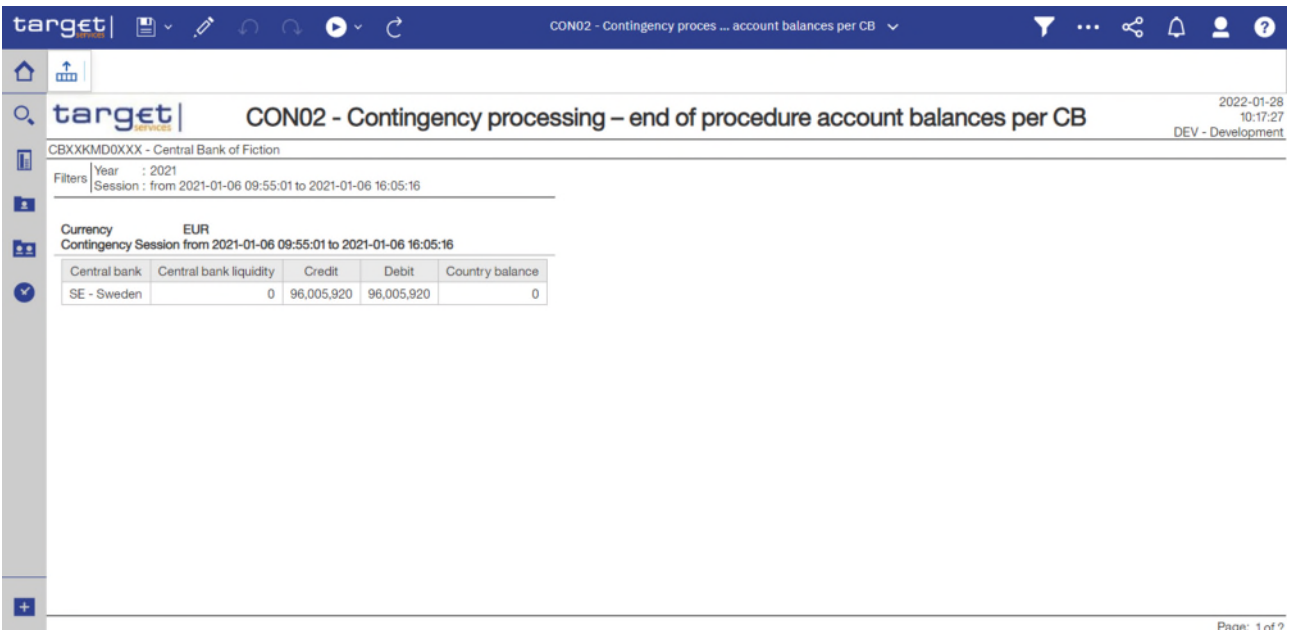 target|
services
CON02 - Contingency proces ... account balances per CB
?
target|
services
CON02 - Contingency processing – end of procedure account balances per CB
2022-01-28
10:17:27
DEV - Development
CBXXKMD0XXX - Central Bank of Fiction
Filters
Year : 2021
Session : from 2021-01-06 09:55:01 to 2021-01-06 16:05:16
Currency EUR
Contingency Session from 2021-01-06 09:55:01 to 2021-01-06 16:05:16
Central bank Central bank liquidity Credit Debit Country balance
SE - Sweden 0 96,005,920 96,005,920 0
Page: 1 of 2